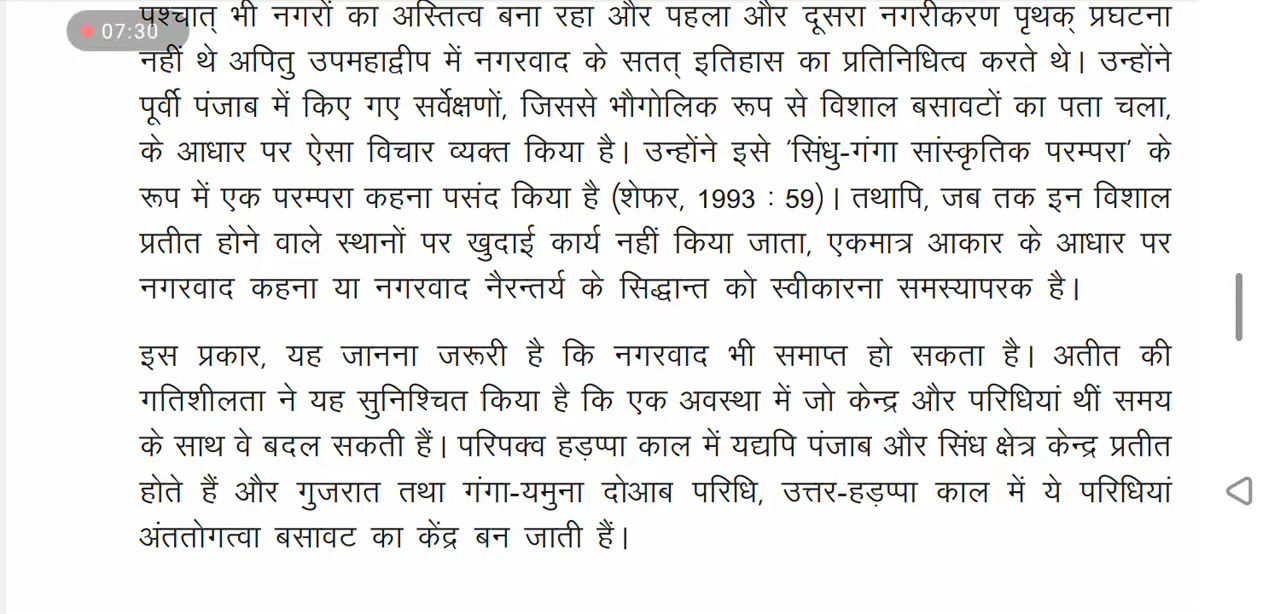 पश्चात् भी नगरों का अस्तित्व बना रहा और पहला और दूसरा नगरीकरण पृथक् प्रघटना
07:30
नहीं थे अपितु उपमहाद्वीप में नगरवाद के सतत् इतिहास का प्रतिनिधित्व करते थे। उन्होंने
पूर्वी पंजाब में किए गए सर्वेक्षणों, जिससे भौगोलिक रूप से विशाल बसावटों का पता चला,
के आधार पर ऐसा विचार व्यक्त किया है। उन्होंने इसे 'सिंधु-गंगा सांस्कृतिक परम्परा' के
रूप में एक परम्परा कहना पसंद किया है (शेफर, 1993 : 59)। तथापि, जब तक इन विशाल
प्रतीत होने वाले स्थानों पर खुदाई कार्य नहीं किया जाता, एकमात्र आकार के आधार पर
नगरवाद कहना या नगरवाद नैरन्तर्य के सिद्धान्त को स्वीकारना समस्यापरक है।
इस प्रकार, यह जानना जरूरी है कि नगरवाद भी समाप्त हो सकता है। अतीत की
गतिशीलता ने यह सुनिश्चित किया है कि एक अवस्था में जो केन्द्र और परिधियां थीं समय
के साथ वे बदल सकती हैं। परिपक्व हड़प्पा काल में यद्यपि पंजाब और सिंध क्षेत्र केन्द्र प्रतीत
होते हैं और गुजरात तथा गंगा-यमुना दोआब परिधि, उत्तर-हड़प्पा काल में ये परिधियां
अंततोगत्वा बसावट का केंद्र बन जाती हैं।